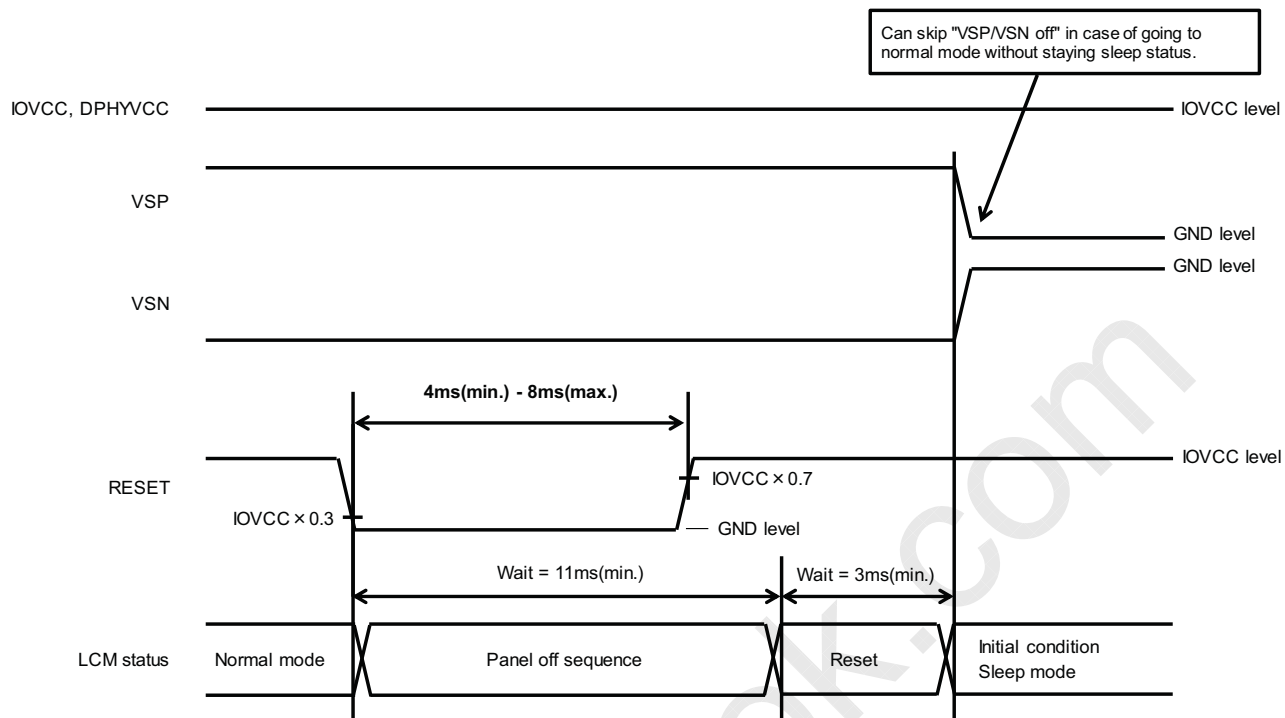 Can skip "VSP/VSN off" in case of going to
normal mode without staying sleep status.
IOVCC, DPHYVCC
IOVCC level
VSP
GND level
GND level
VSN
4ms(min.) - 8ms(max.)
IOVCC level
RESET
IOVCC×0.7
IOVCC×0.3
GND level
Wait = 11ms(min.)
Wait = 3ms(min.)
LCM status
Normal mode
Panel off sequence
Reset
Initial condition
Sleep mode
k.com